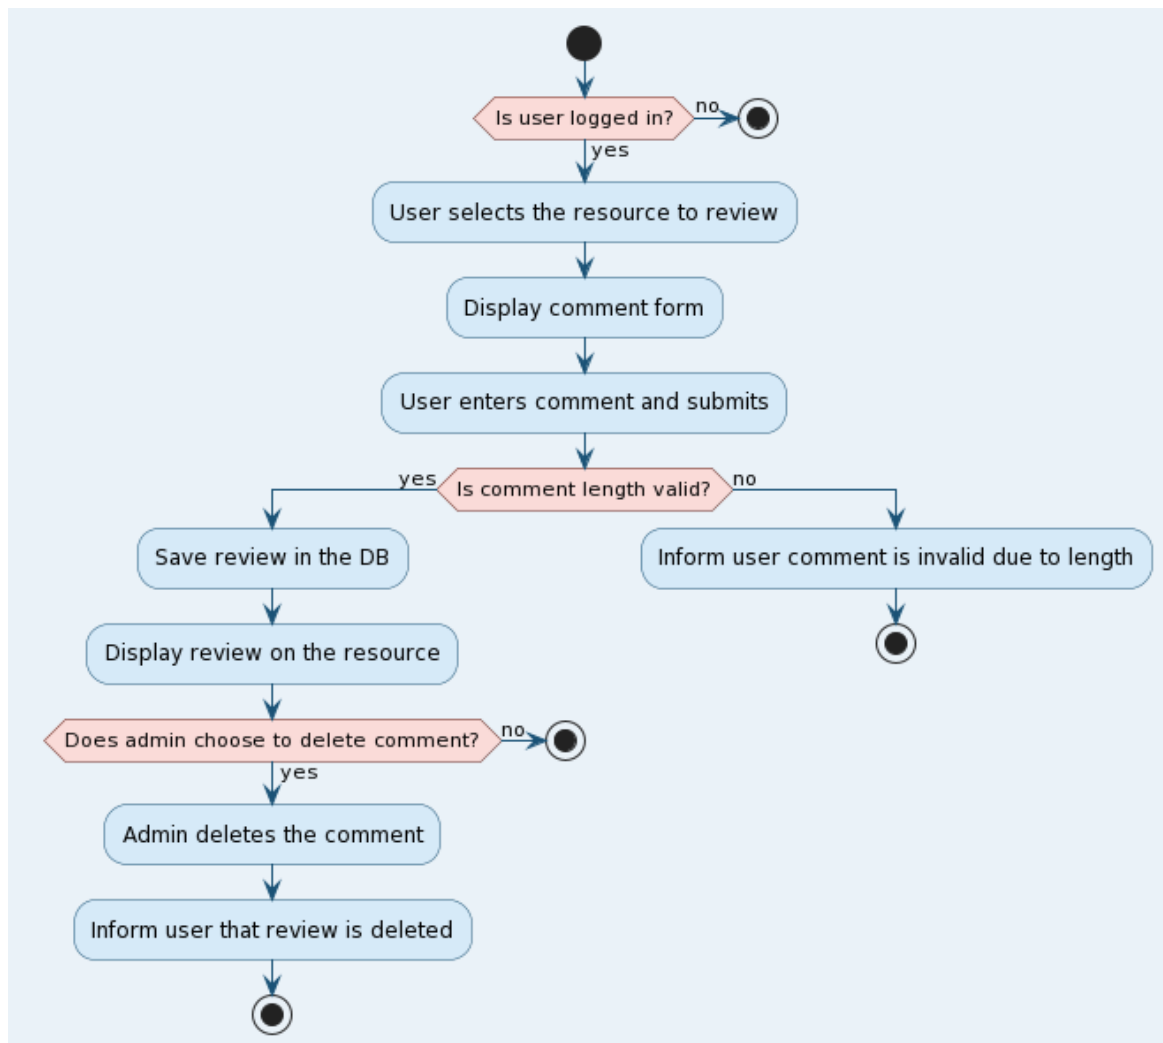 Is user logged in?
no
yes
User selects the resource to review
Display comment form
User enters comment and submits
yes
Is comment length valid?
no
Save review in the DB
Inform user comment is invalid due to length
Display review on the resource
Does admin choose to delete comment?
no
yes
Admin deletes the comment
Inform user that review is deleted